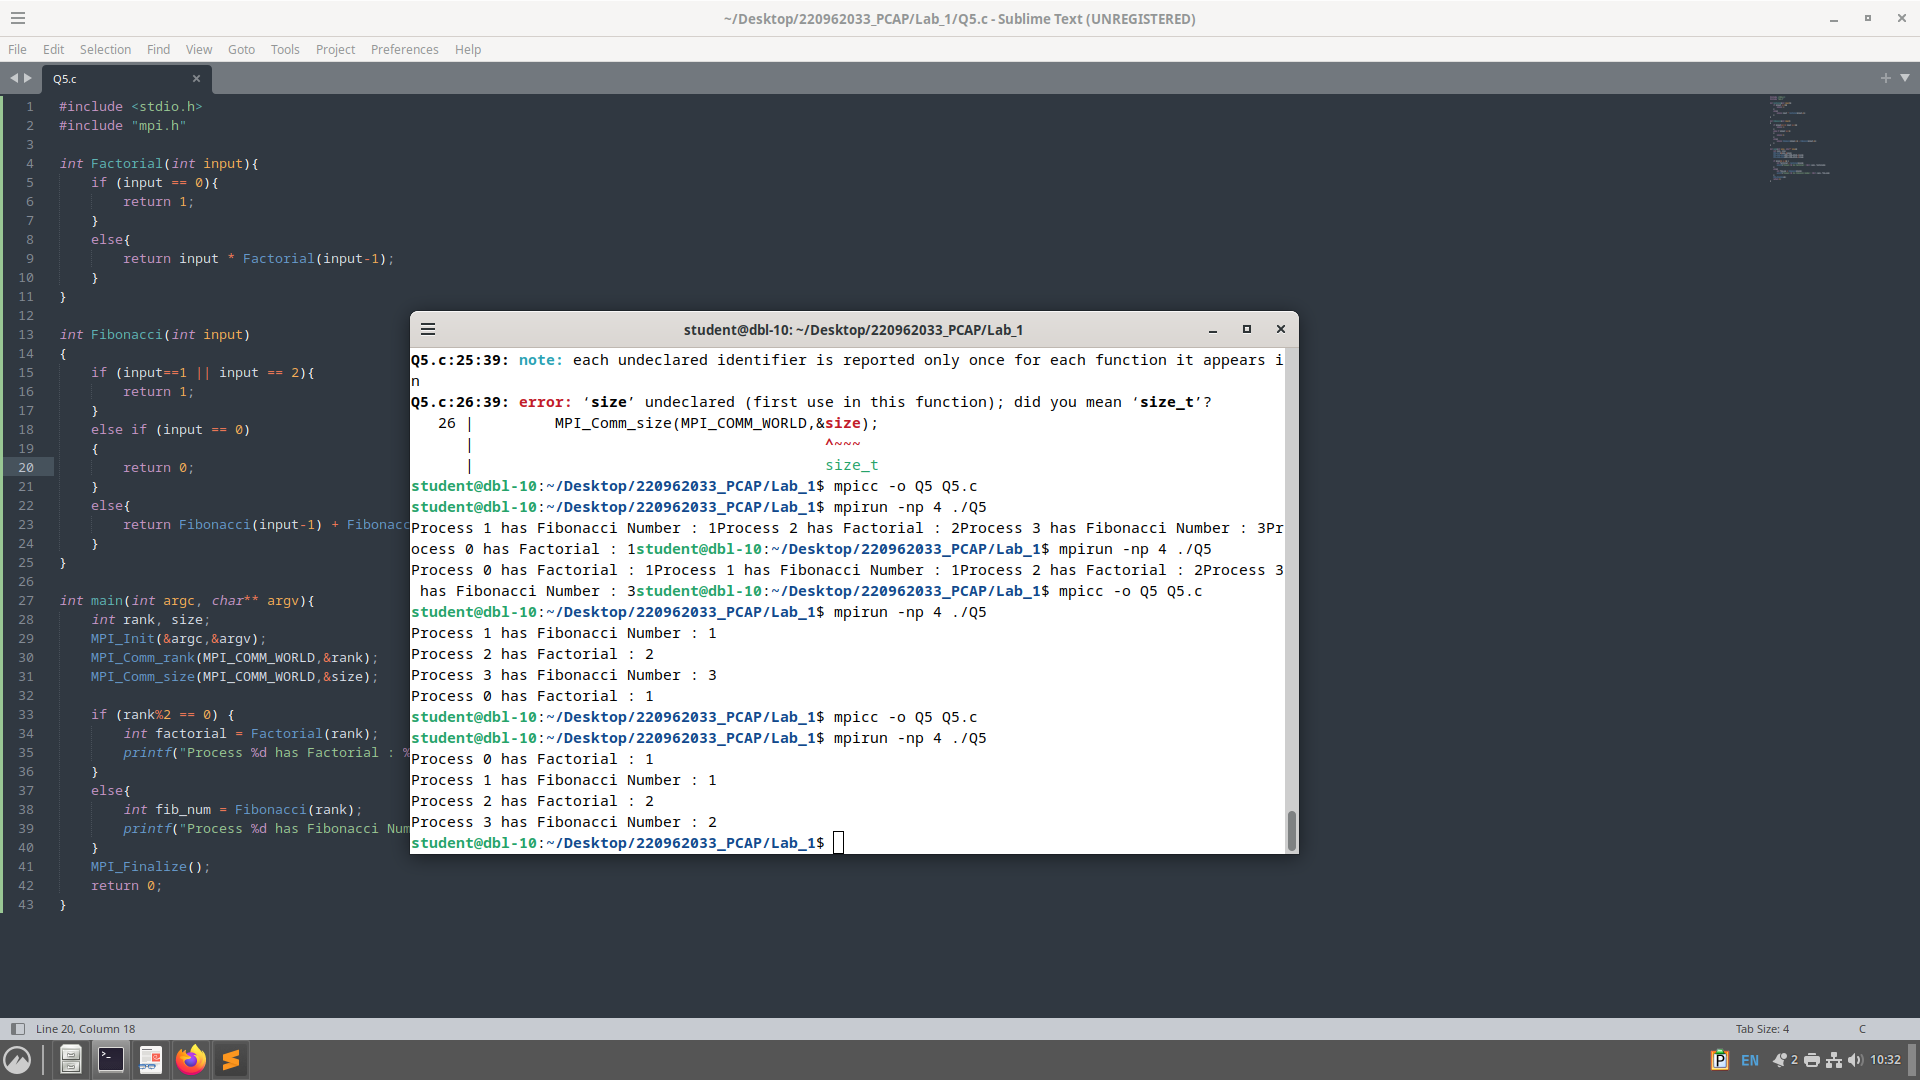 ~/Desktop/220962033_PCAP/Lab_1/Q5.c - Sublime Text (UNREGISTERED)
File Edit Selection Find View Goto Tools Project Preferences Help
Q5.c
1 #include <stdio.h>
2 #include "mpi.h"
3
4 int Factorial(int input){
5 if (input == 0){
6 return 1;
7 }
8 else{
9 return input * Factorial(input-1);
10 }
11 }
12
13 int Fibonacci(int input)
14 {
15 if (input==1 || input == 2){
16 return 1;
17 }
18 else if (input == 0)
19 {
20 return 0;
21 }
22 else{
23 return Fibonacci(input-1) + Fibonacc
24 }
25 }
26
27 int main(int argc, char** argv){
28 int rank, size;
29 MPI_Init(&argc,&argv);
30 MPI_Comm_rank(MPI_COMM_WORLD,&rank);
31 MPI_Comm_size(MPI_COMM_WORLD,&size);
32
33 if (rank%2 == 0) {
34 int factorial = Factorial(rank);
35 printf("Process %d has Factorial : %
36 }
37 else{
38 int fib_num = Fibonacci(rank);
39 printf("Process %d has Fibonacci Num
40 }
41 MPI_Finalize();
42 return 0;
43 }
student@dbl-10: ~/Desktop/220962033_PCAP/Lab_1
Q5.c:25:39: note: each undeclared identifier is reported only once for each function it appears i
n
Q5.c:26:39: error: ‘size’ undeclared (first use in this function); did you mean ‘size_t’?
26 | MPI_Comm_size(MPI_COMM_WORLD,&size);
| ^~~~
| size_t
student@dbl-10:~/Desktop/220962033_PCAP/Lab_1$ mpicc -o Q5 Q5.c
student@dbl-10:~/Desktop/220962033_PCAP/Lab_1$ mpirun -np 4 ./Q5
Process 1 has Fibonacci Number : 1Process 2 has Factorial : 2Process 3 has Fibonacci Number : 3Pr
ocess 0 has Factorial : 1student@dbl-10:~/Desktop/220962033_PCAP/Lab_1$ mpirun -np 4 ./Q5
Process 0 has Factorial : 1Process 1 has Fibonacci Number : 1Process 2 has Factorial : 2Process 3
has Fibonacci Number : 3student@dbl-10:~/Desktop/220962033_PCAP/Lab_1$ mpicc -o Q5 Q5.c
student@dbl-10:~/Desktop/220962033_PCAP/Lab_1$ mpirun -np 4 ./Q5
Process 1 has Fibonacci Number : 1
Process 2 has Factorial : 2
Process 3 has Fibonacci Number : 3
Process 0 has Factorial : 1
student@dbl-10:~/Desktop/220962033_PCAP/Lab_1$ mpicc -o Q5 Q5.c
student@dbl-10:~/Desktop/220962033_PCAP/Lab_1$ mpirun -np 4 ./Q5
Process 0 has Factorial : 1
Process 1 has Fibonacci Number : 1
Process 2 has Factorial : 2
Process 3 has Fibonacci Number : 2
student@dbl-10:~/Desktop/220962033_PCAP/Lab_1$
Line 20, Column 18
Tab Size: 4
C
EN
2
10:32